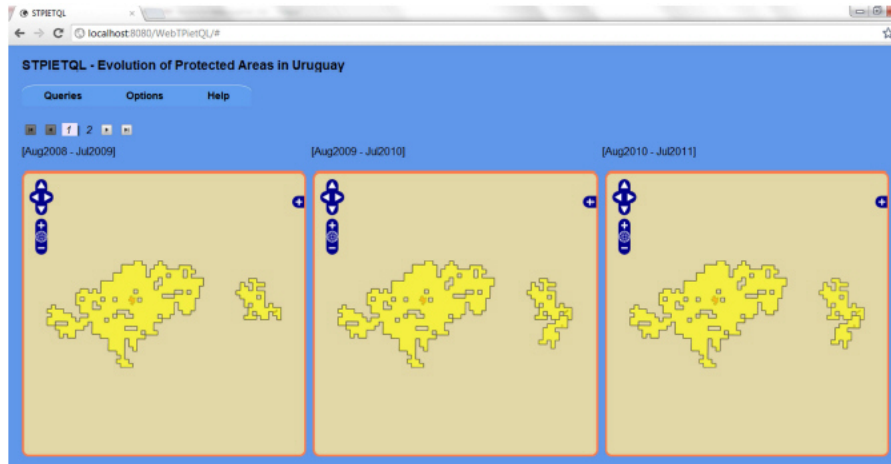 STPIETQL
localhost:8080/WebTPietQL/#
STPIETQL - Evolution of Protected Areas in Uruguay
Queries Options Help
1 | 2
[Aug2008 - Jul2009] [Aug2009 - Jul2010] [Aug2010 - Jul2011]